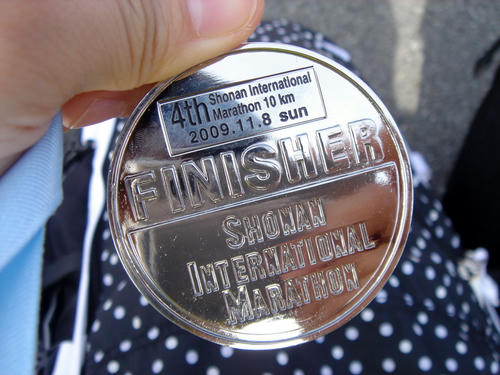 4th Shonan International
Marathon 10 km
2009.11.8 sun
FINISHER
SHONAN
INTERNATIONAL
MARATHON